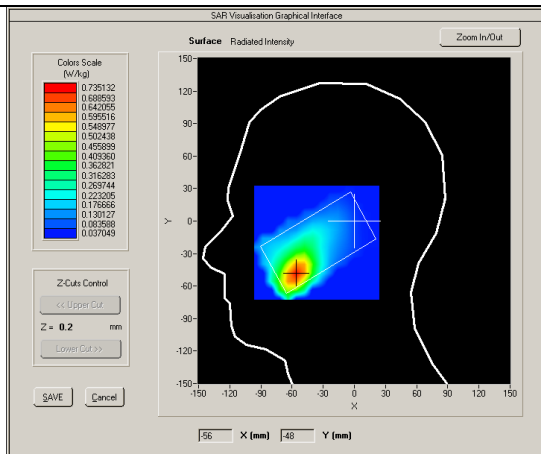 SAR Visualisation Graphical Interface
Surface Radiated Intensity
Zoom In/Out
Colors Scale
(W/kg)
0.735132
0.688593
0.642055
0.595516
0.548977
0.502438
0.455899
0.409360
0.362821
0.316283
0.269744
0.223205
0.176666
0.130127
0.083588
0.037049
Z-Cuts Control
<< Upper Cut
Z = 0.2 mm
Lower Cut >>
SAVE Cancel
150-
120-
90-
60-
30-
0-
-30-
-60-
-90-
-120-
-150-
Y
-150 -120 -90 -60 -30 0 30 60 90 120 150
X
-56 X (mm) -48 Y (mm)